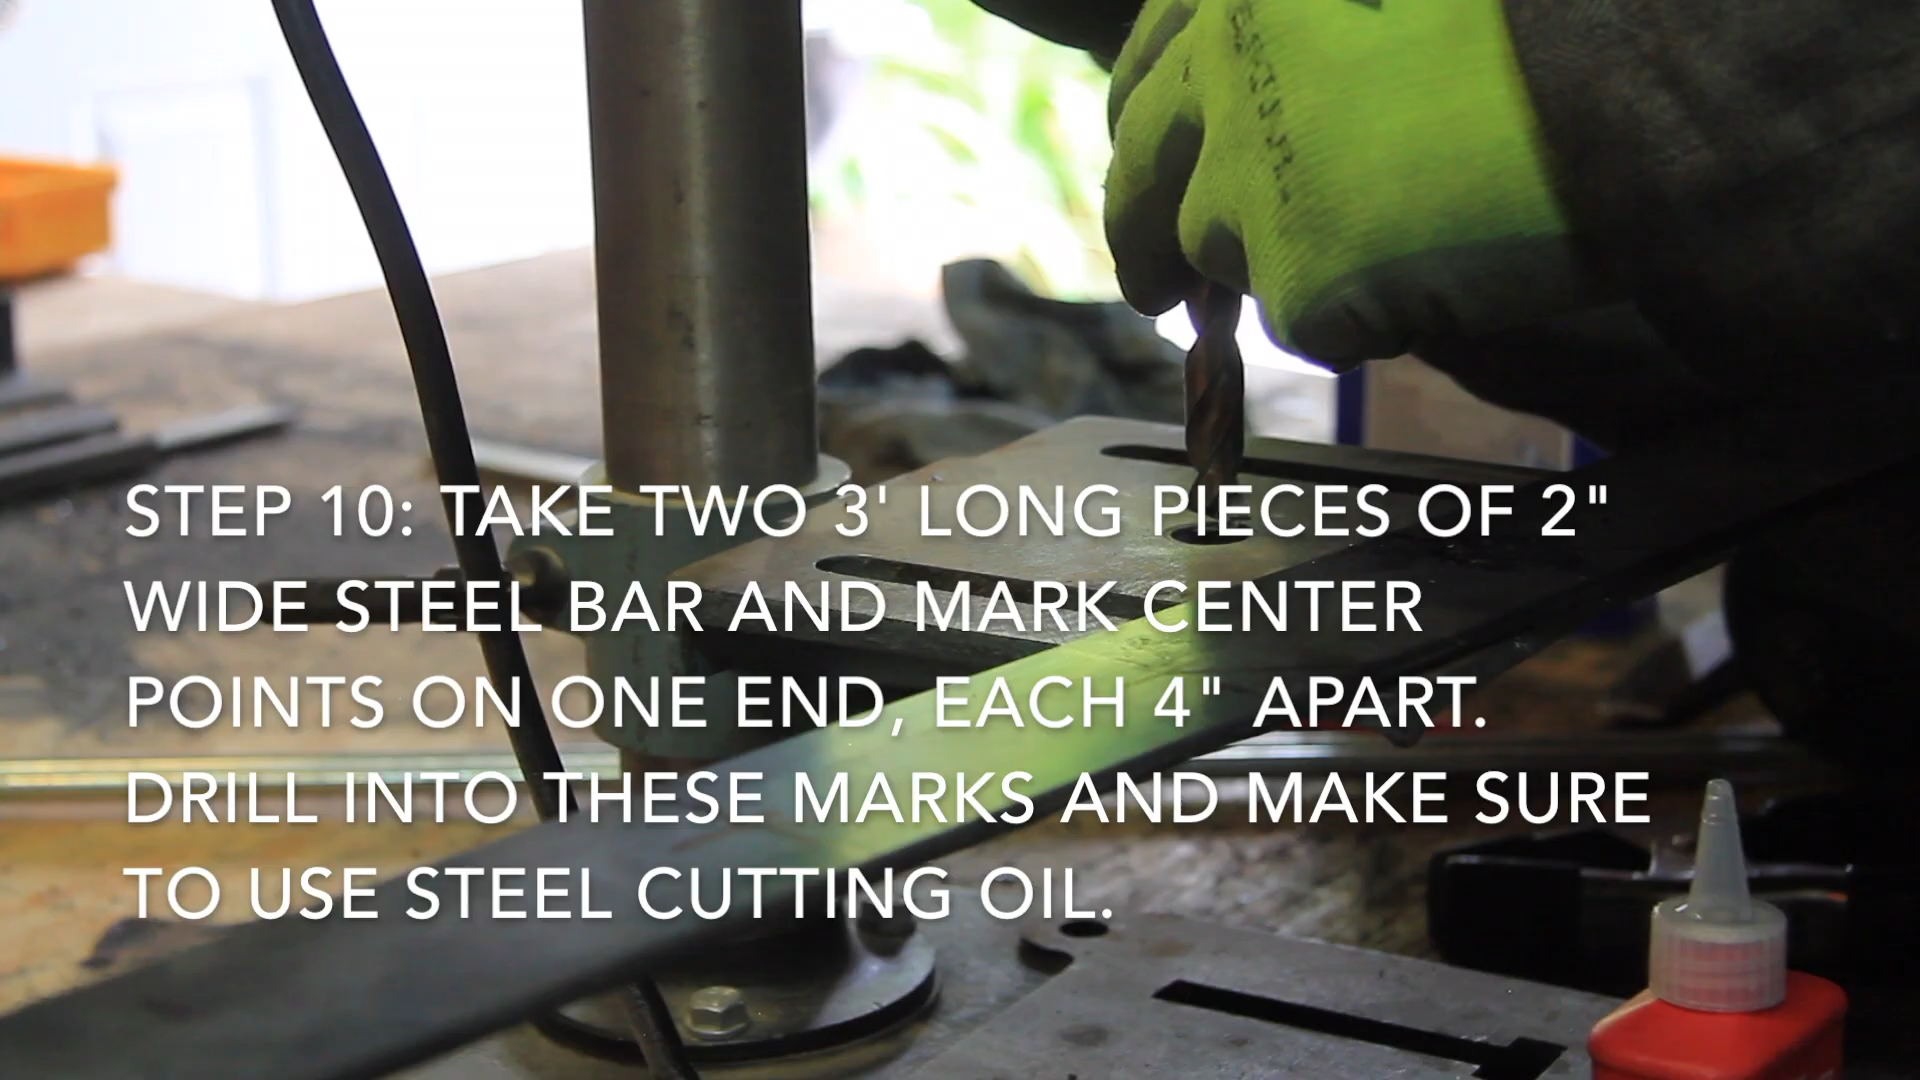 STEP 10: TAKE TWO 3' LONG PIECES OF 2"
WIDE STEEL BAR AND MARK CENTER
POINTS ON ONE END, EACH 4" APART.
DRILL INTO THESE MARKS AND MAKE SURE
TO USE STEEL CUTTING OIL.